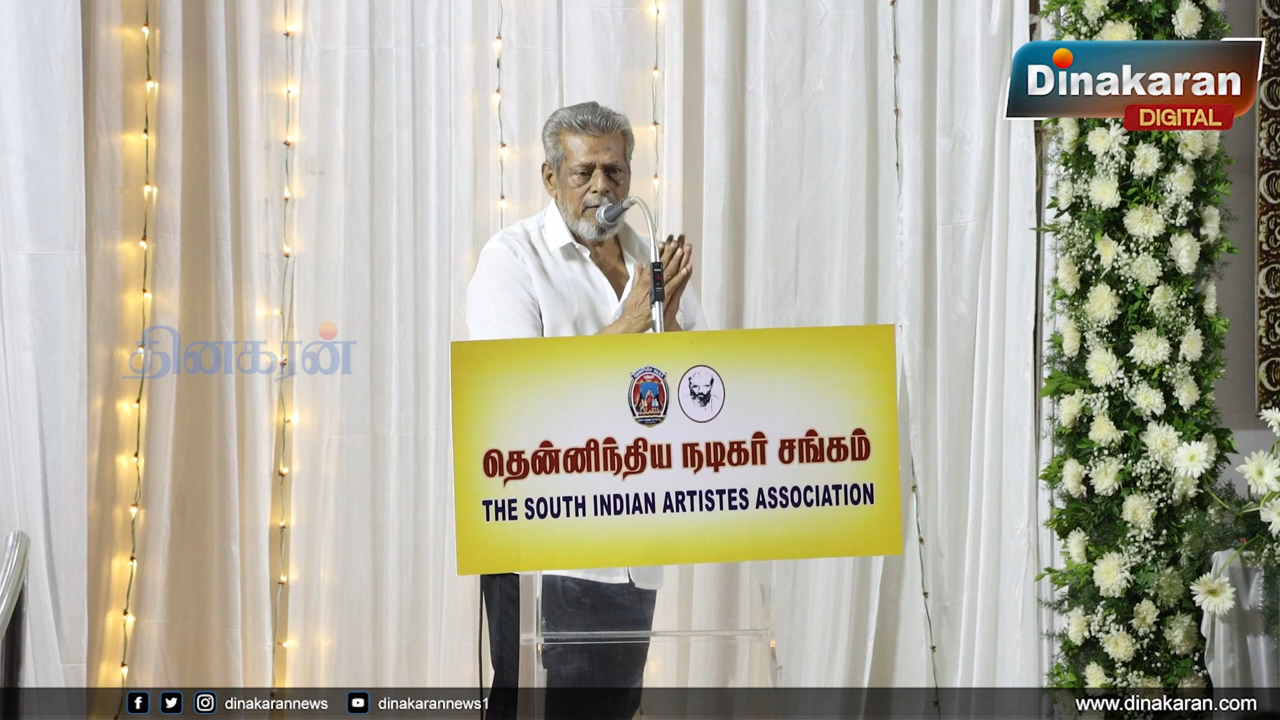 Dinakaran
DIGITAL
தினகரன்
தென்னிந்திய நடிகர் சங்கம்
THE SOUTH INDIAN ARTISTES ASSOCIATION
dinakarannews
dinakarannews1
www.dinakaran.com